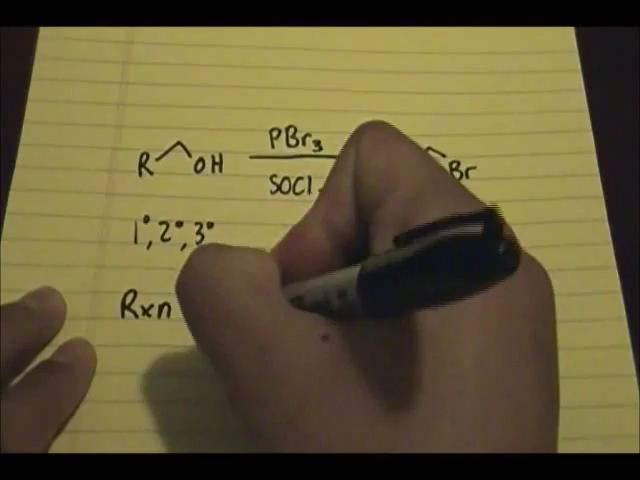 PBr₃
R OH Br
SOCl
1°, 2°, 3°
Rxn